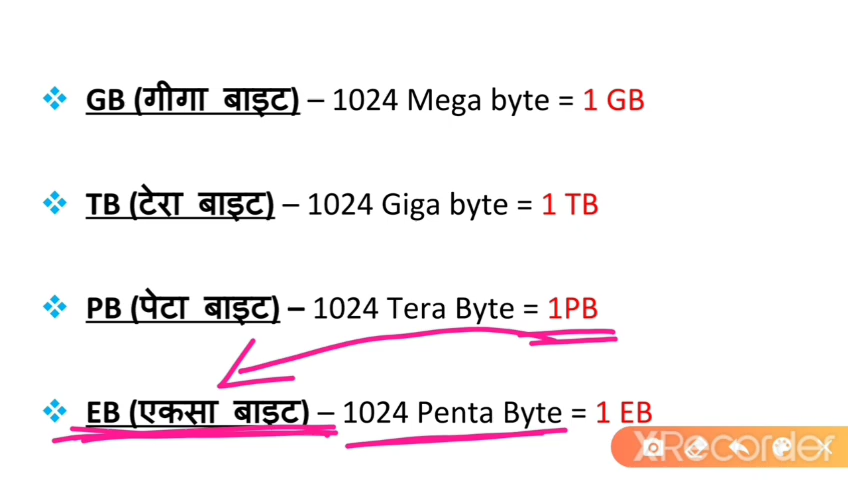 GB (गीगा बाइट) – 1024 Mega byte = 1 GB
TB (टेरा बाइट) – 1024 Giga byte = 1 TB
PB (पेटा बाइट) – 1024 Tera Byte = 1PB
EB (एकसा बाइट) – 1024 Penta Byte = 1 EB
XRecorder